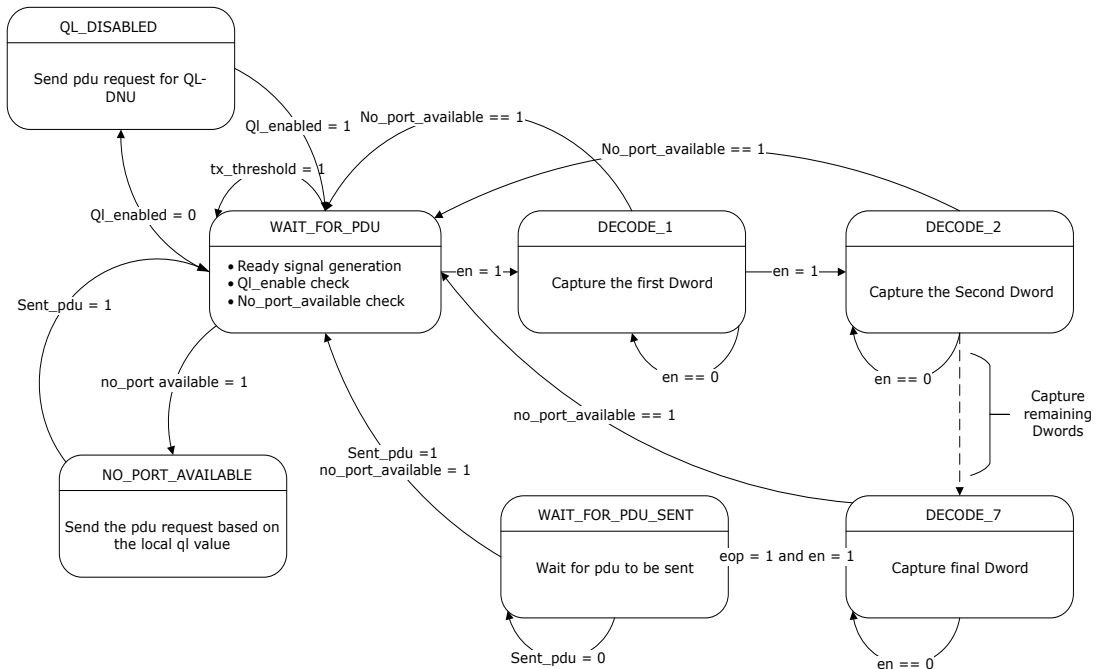 QL_DISABLED
Send pdu request for QL-
DNU
Ql_enabled = 1
No_port_available == 1
No_port_available == 1
tx_threshold = 1
Ql_enabled = 0
WAIT_FOR_PDU
• Ready signal generation
• Ql_enable check
• No_port_available check
en = 1
DECODE_1
Capture the first Dword
en = 1
DECODE_2
Capture the Second Dword
Sent_pdu = 1
no_port available = 1
en == 0
en == 0
Capture
remaining
Dwords
no_port_available == 1
Sent_pdu =1
no_port_available = 1
NO_PORT_AVAILABLE
Send the pdu request based on
the local ql value
WAIT_FOR_PDU_SENT
Wait for pdu to be sent
eop = 1 and en = 1
DECODE_7
Capture final Dword
Sent_pdu = 0
en == 0